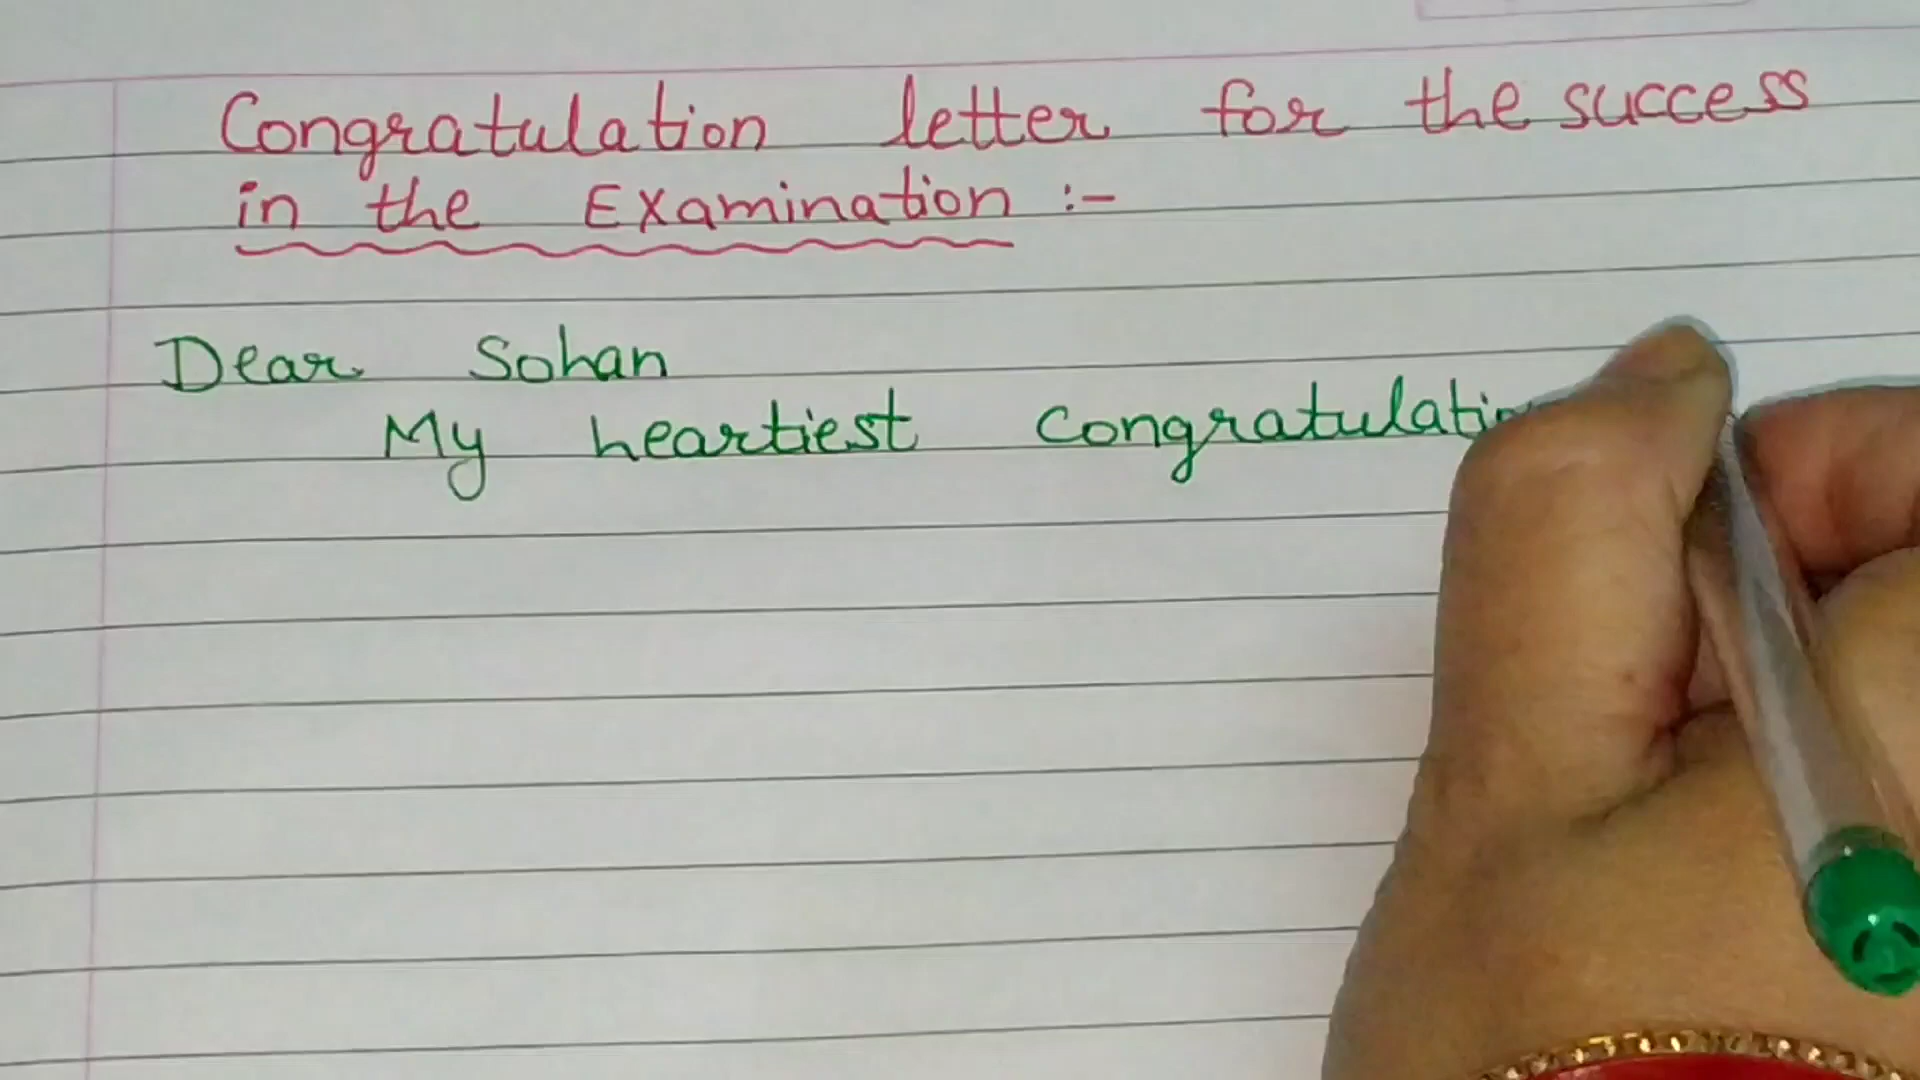 Congratulation letter for the success
in the Examination :-
Dear Sohan
My heartiest